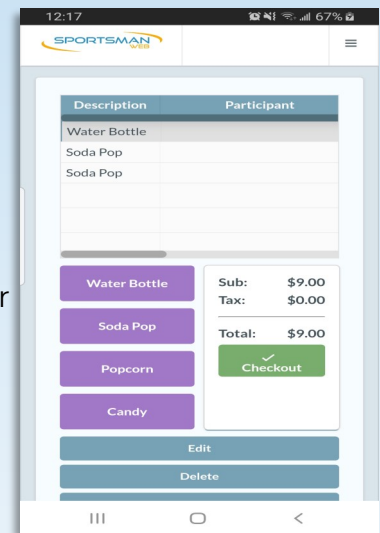 12:17 67%
SPORTSMAN
WEB
Description Participant
Water Bottle
Soda Pop
Soda Pop
r
Water Bottle
Soda Pop
Popcorn
Candy
Sub: $9.00
Tax: $0.00
Total: $9.00
Checkout
Edit
Delete